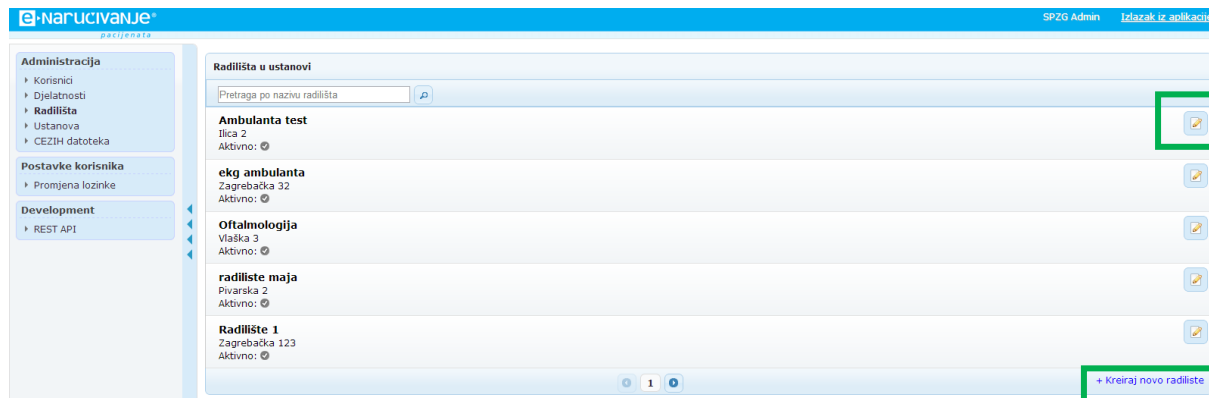 e-Naručivanje®
pacijenata
SPZG Admin
Izlazak iz aplikacije
Administracija
Korisnici
Djelatnosti
Radilišta
Ustanova
CEZIH datoteka
Postavke korisnika
Promjena lozinke
Development
REST API
Radilišta u ustanovi
Pretraga po nazivu radilišta
Ambulanta test
Ilica 2
Aktivno:
ekg ambulanta
Zagrebačka 32
Aktivno:
Oftalmologija
Vlaška 3
Aktivno:
radiliste maja
Pivarska 2
Aktivno:
Radilište 1
Zagrebačka 123
Aktivno:
1
+ Kreiraj novo radiliste